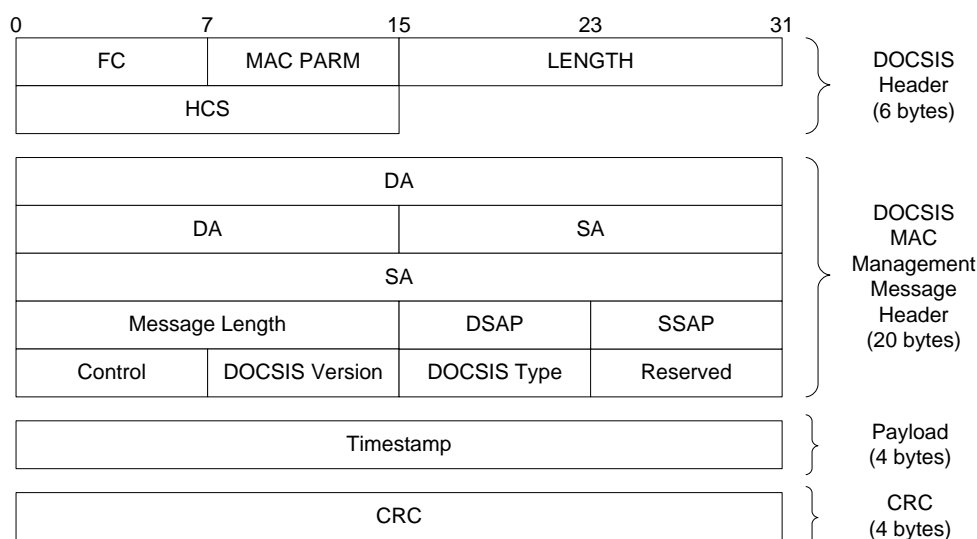 0 7 15 23 31
FC MAC PARM LENGTH
HCS
DOCSIS
Header
(6 bytes)
DA
DA SA
SA
Message Length DSAP SSAP
Control DOCSIS Version DOCSIS Type Reserved
DOCSIS
MAC
Management
Message
Header
(20 bytes)
Timestamp
Payload
(4 bytes)
CRC
CRC
(4 bytes)